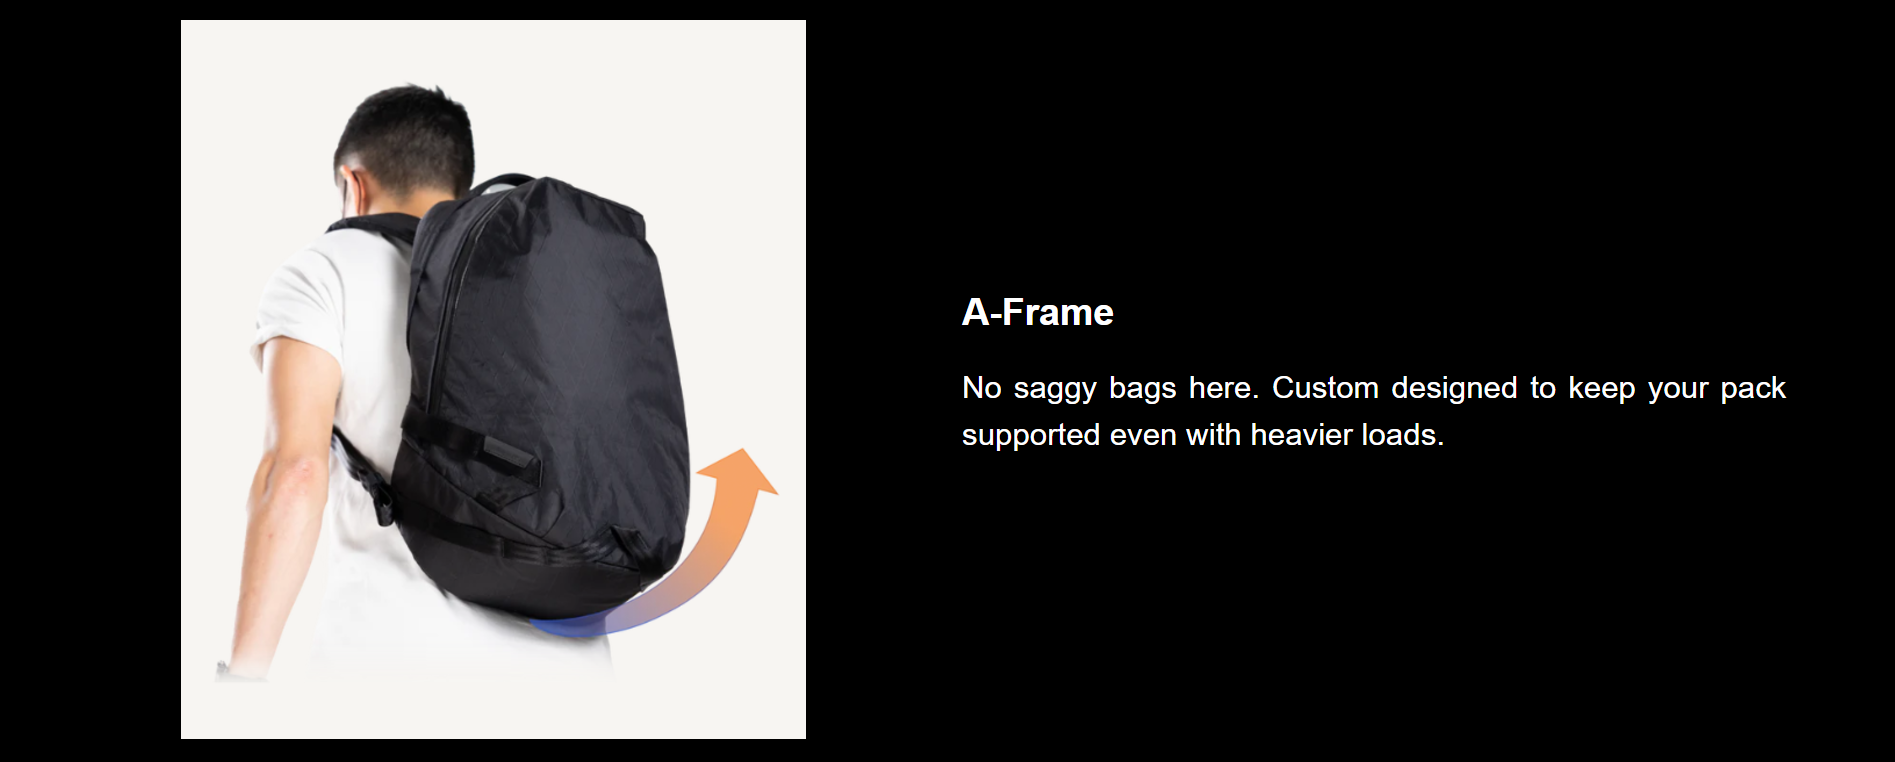 A-Frame
No saggy bags here. Custom designed to keep your pack
supported even with heavier loads.